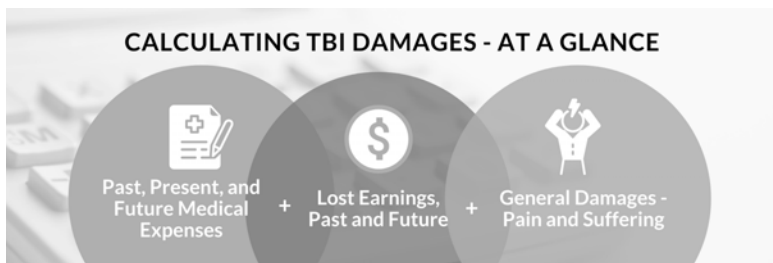 CALCULATING TBI DAMAGES - AT A GLANCE
Past, Present, and
Future Medical
Expenses
+
Lost Earnings,
Past and Future
+
General Damages -
Pain and Suffering
$
CM